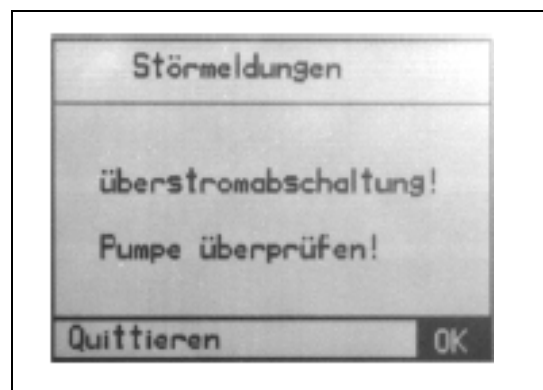 Störmeldungen
überstromabschaltung!
Pumpe überprüfen!
Quittieren OK